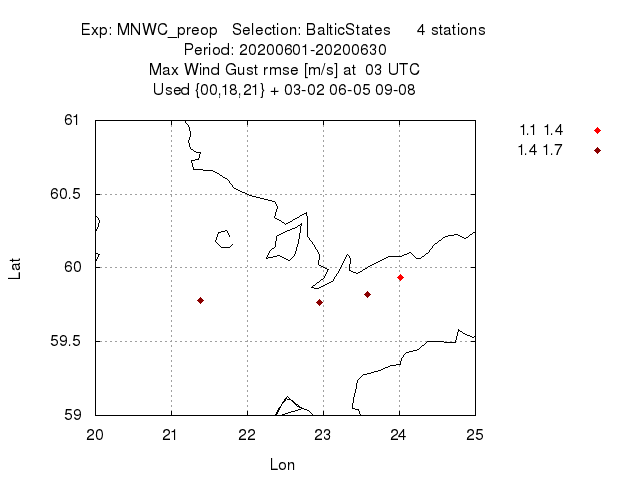 Exp: MNWC_preop   Selection: BalticStates      4 stations
Period: 20200601-20200630
Max Wind Gust rmse [m/s] at  03 UTC
Used {00,18,21} + 03-02 06-05 09-08
61
60.5
60
59.5
59
Lat
20 21 22 23 24 25
Lon
1.1 1.4
1.4 1.7